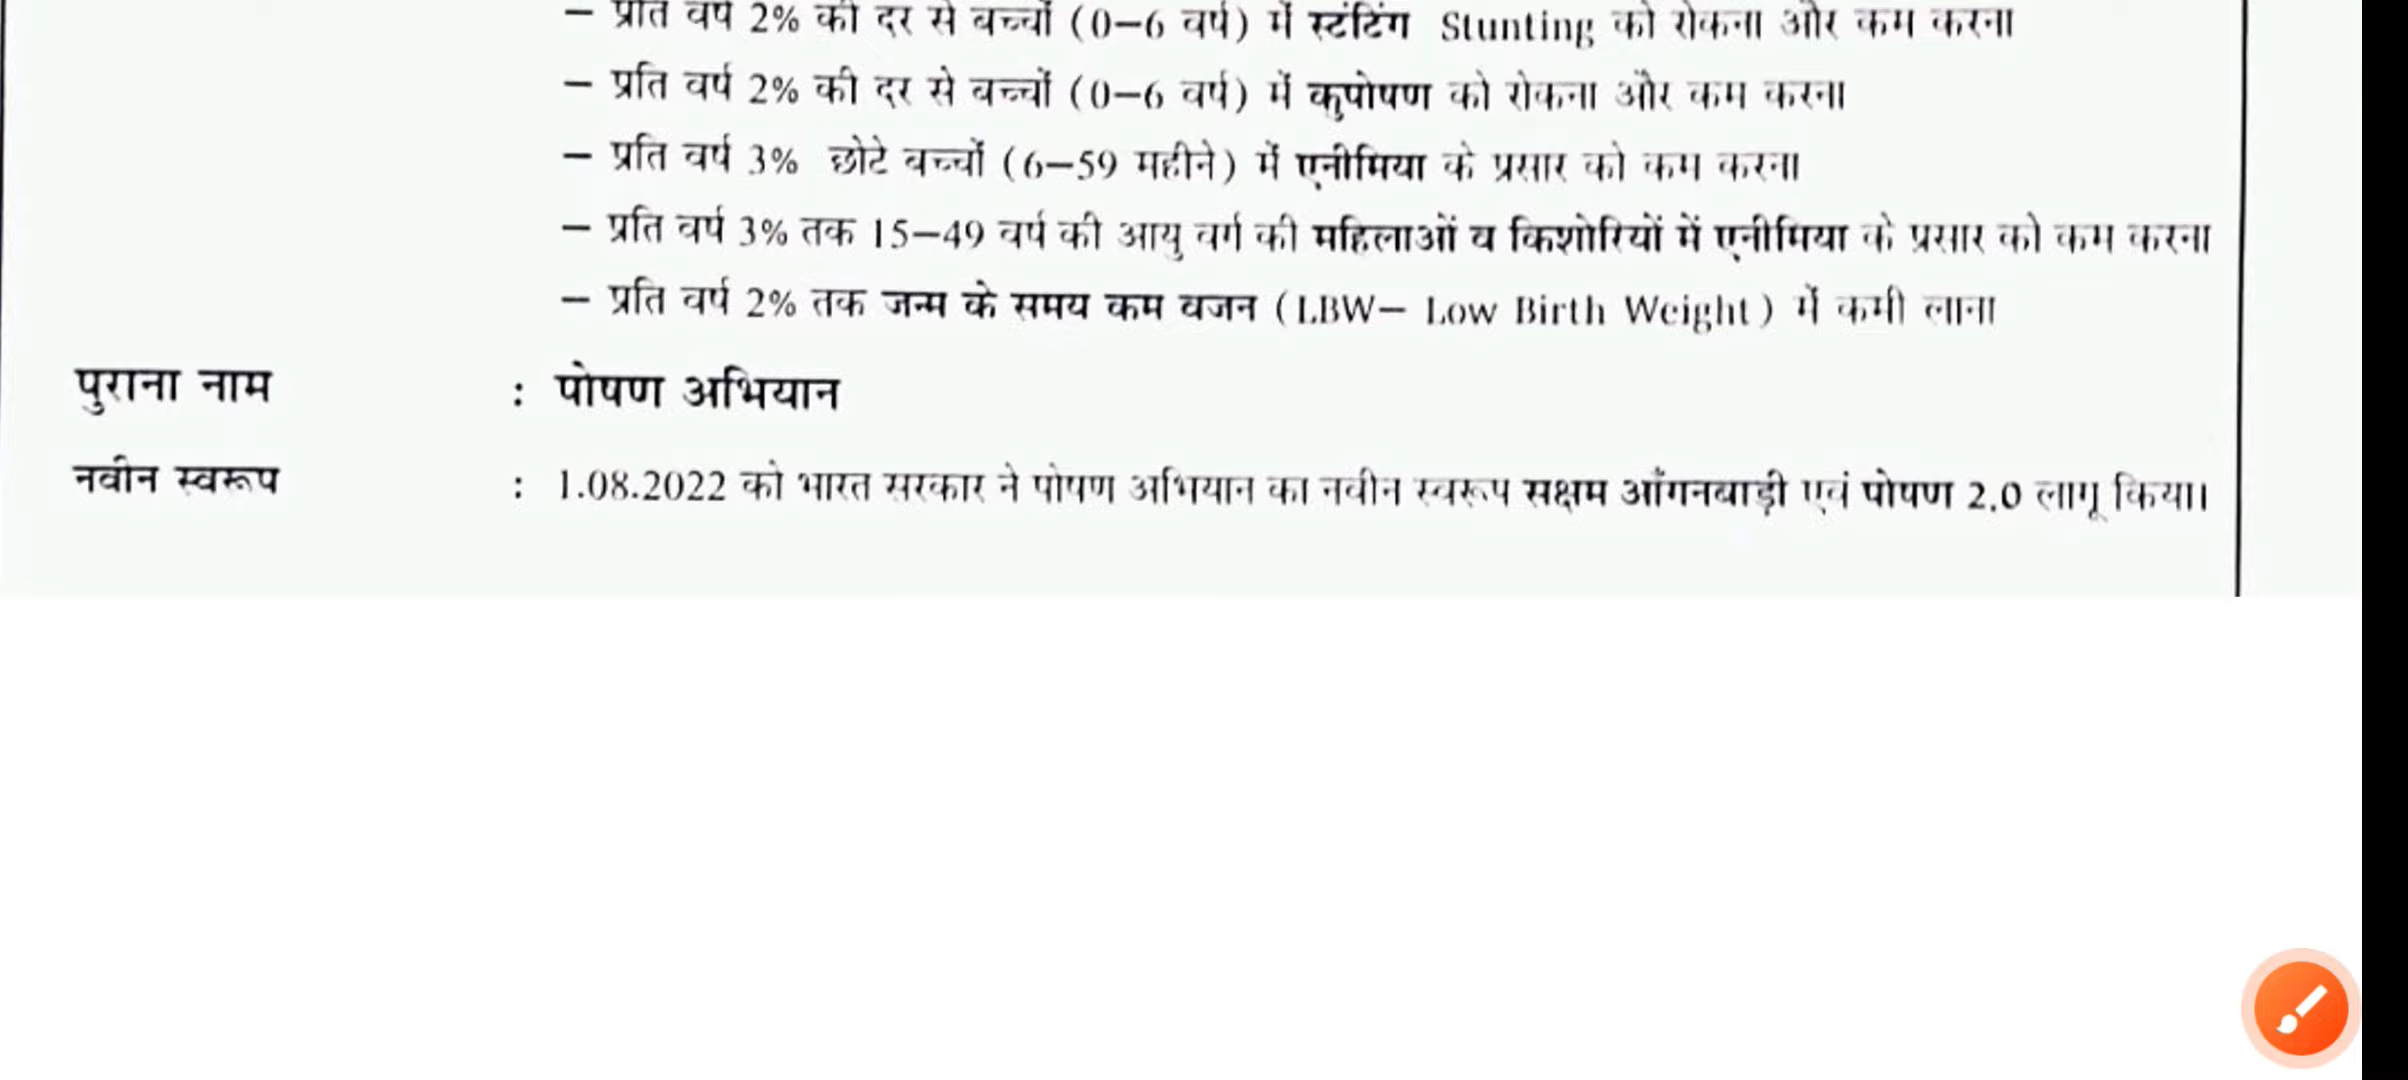 – प्रति वर्ष 2% की दर से बच्चों (0–6 वर्ष) में स्टंटिंग Stunting को रोकना और कम करना
– प्रति वर्ष 2% की दर से बच्चों (0–6 वर्ष) में कुपोषण को रोकना और कम करना
– प्रति वर्ष 3% छोटे बच्चों (6–59 महीने) में एनीमिया के प्रसार को कम करना
– प्रति वर्ष 3% तक 15–49 वर्ष की आयु वर्ग की महिलाओं व किशोरियों में एनीमिया के प्रसार को कम करना
– प्रति वर्ष 2% तक जन्म के समय कम वजन (LBW– Low Birth Weight) में कमी लाना
पुराना नाम : पोषण अभियान
नवीन स्वरूप : 1.08.2022 को भारत सरकार ने पोषण अभियान का नवीन स्वरूप सक्षम आँगनबाड़ी एवं पोषण 2.0 लागू किया।